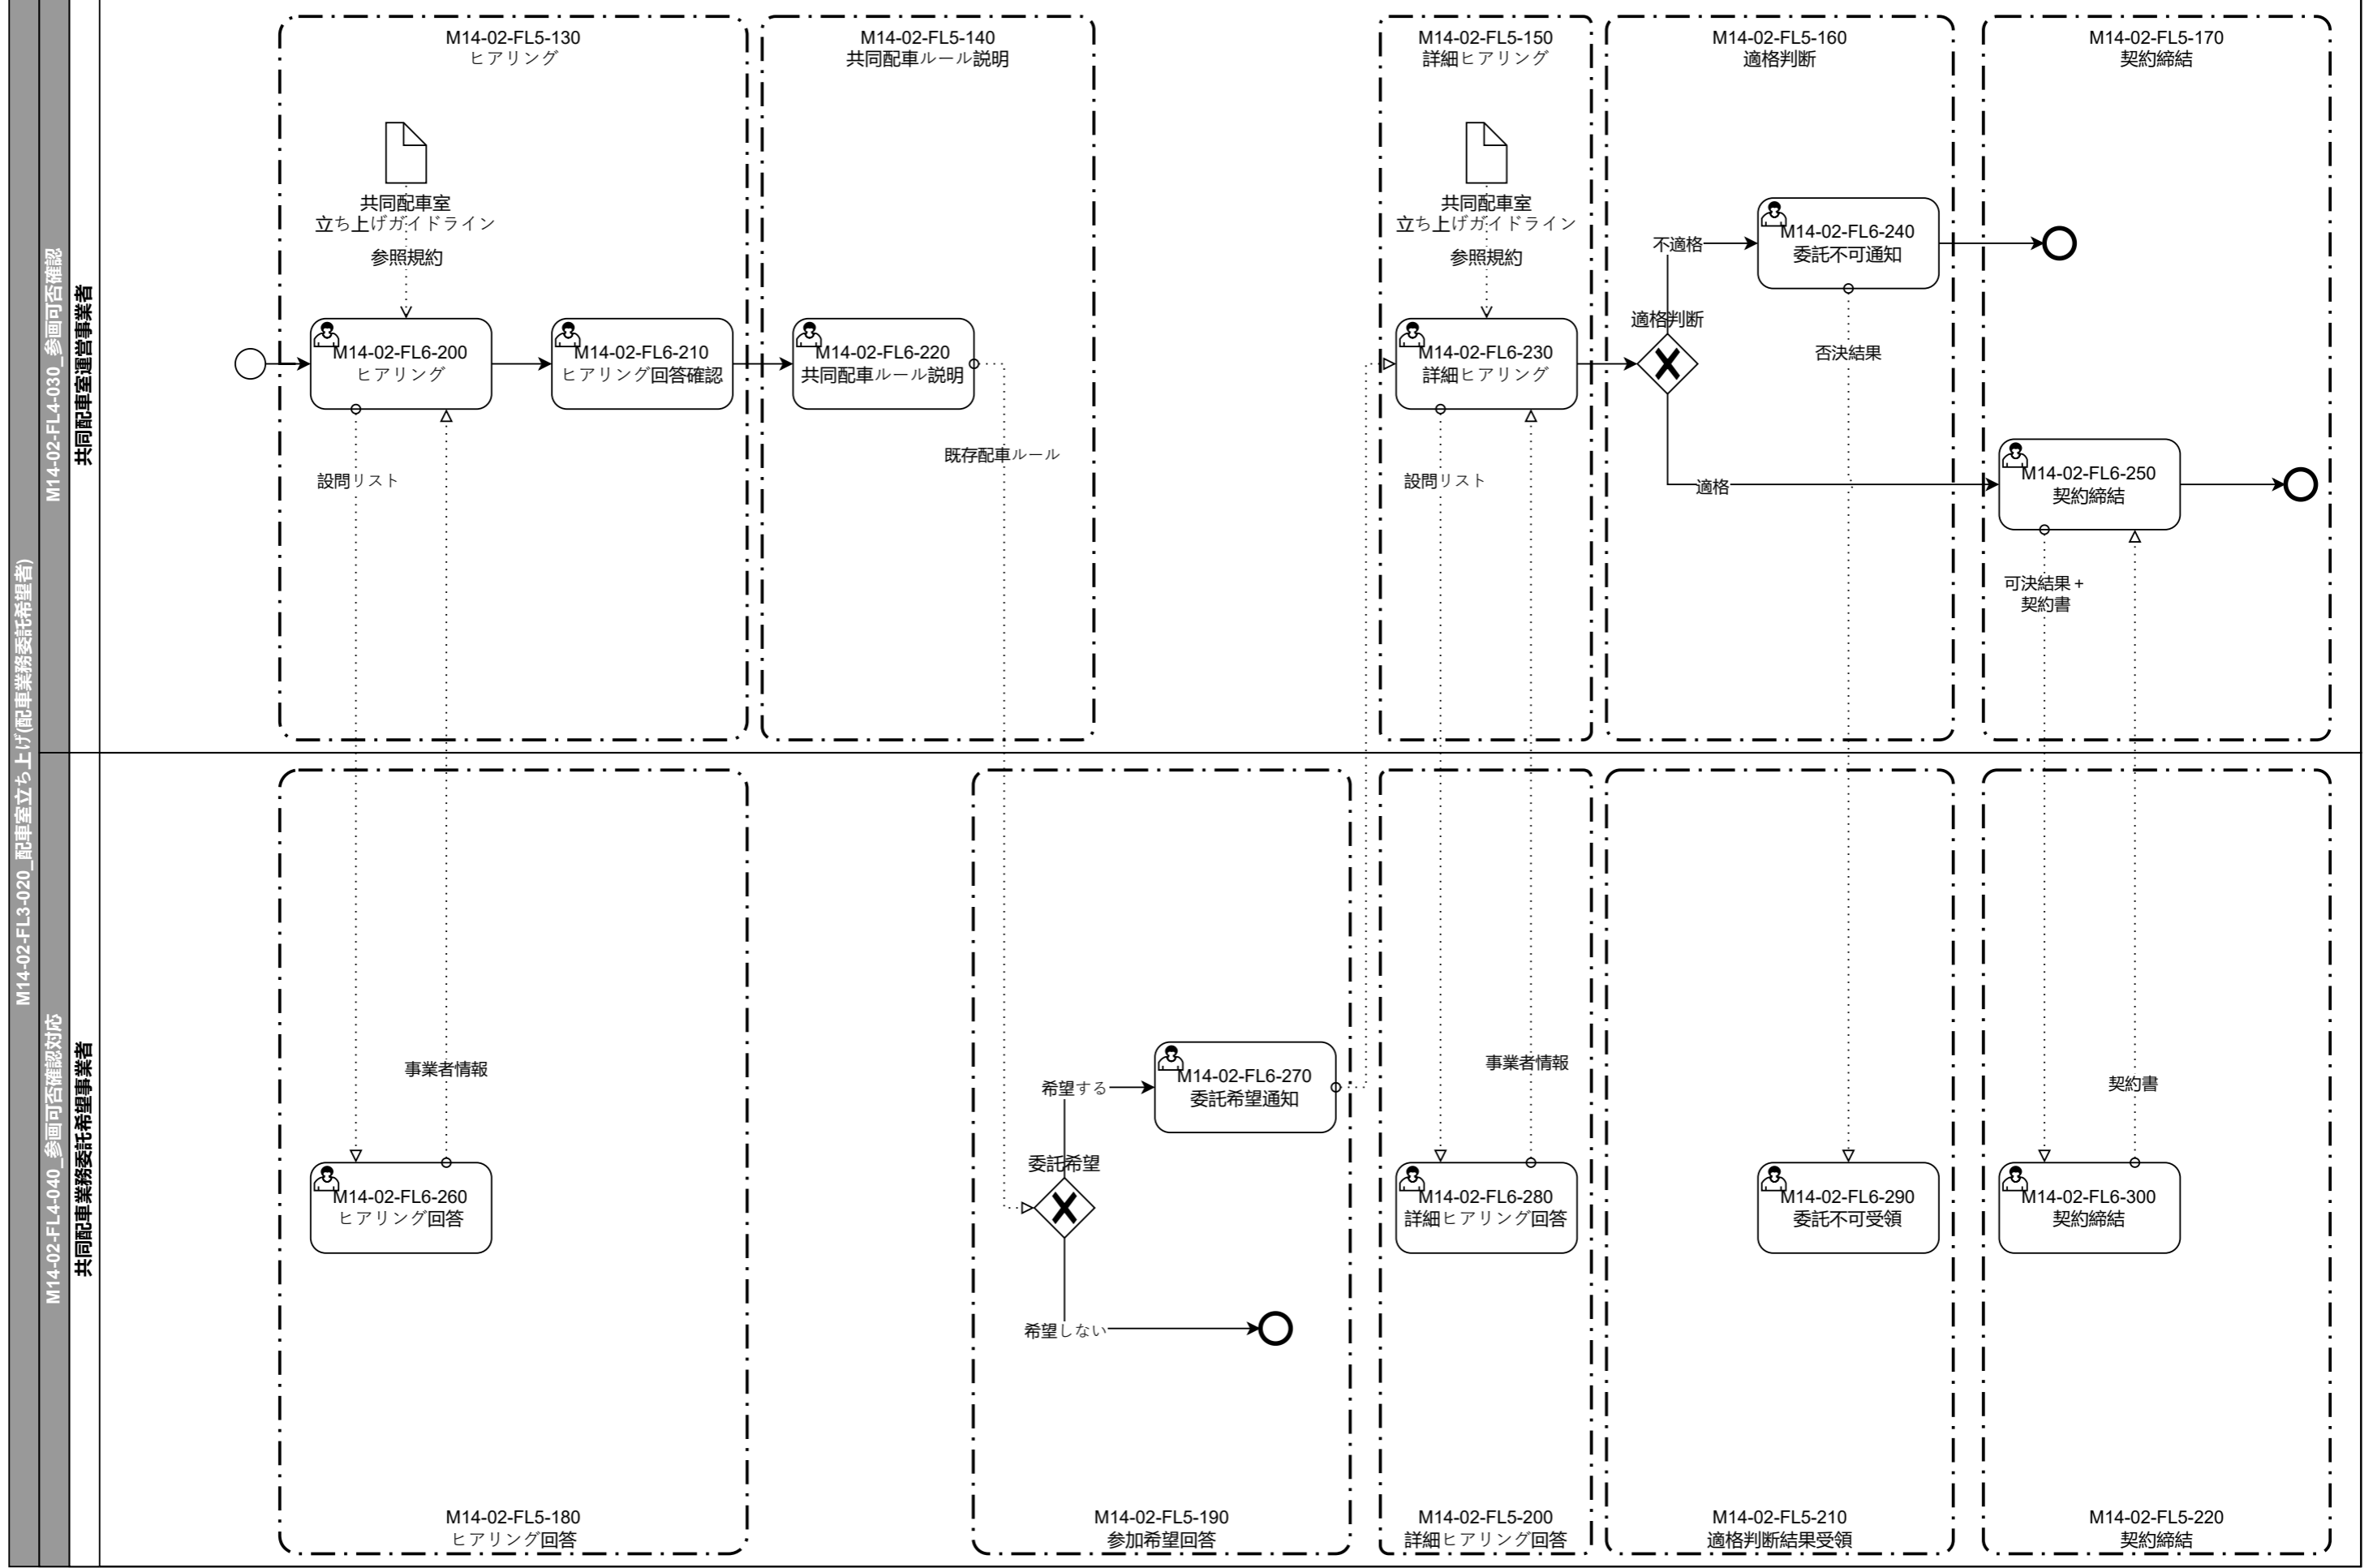 M14-02-FL3-020_配車室立ち上げ(配車業務委託希望者)
M14-02-FL4-030_参画可否確認
共同配車室運営事業者
M14-02-FL5-130
ヒアリング
M14-02-FL5-140
共同配車ルール説明
M14-02-FL5-150
詳細ヒアリング
M14-02-FL5-160
適格判断
M14-02-FL5-170
契約締結
共同配車室
立ち上げガイドライン
参照規約
共同配車室
立ち上げガイドライン
参照規約
M14-02-FL6-200
ヒアリング
M14-02-FL6-210
ヒアリング回答確認
M14-02-FL6-220
共同配車ルール説明
M14-02-FL6-230
詳細ヒアリング
適格判断
不適格
適格
M14-02-FL6-240
委託不可通知
否決結果
M14-02-FL6-250
契約締結
設問リスト
既存配車ルール
設問リスト
可決結果 +
契約書
M14-02-FL4-040_参画可否確認対応
共同配車業務委託希望事業者
事業者情報
M14-02-FL6-260
ヒアリング回答
委託希望
希望する
希望しない
M14-02-FL6-270
委託希望通知
事業者情報
M14-02-FL6-280
詳細ヒアリング回答
M14-02-FL6-290
委託不可受領
契約書
M14-02-FL6-300
契約締結
M14-02-FL5-180
ヒアリング回答
M14-02-FL5-190
参加希望回答
M14-02-FL5-200
詳細ヒアリング回答
M14-02-FL5-210
適格判断結果受領
M14-02-FL5-220
契約締結